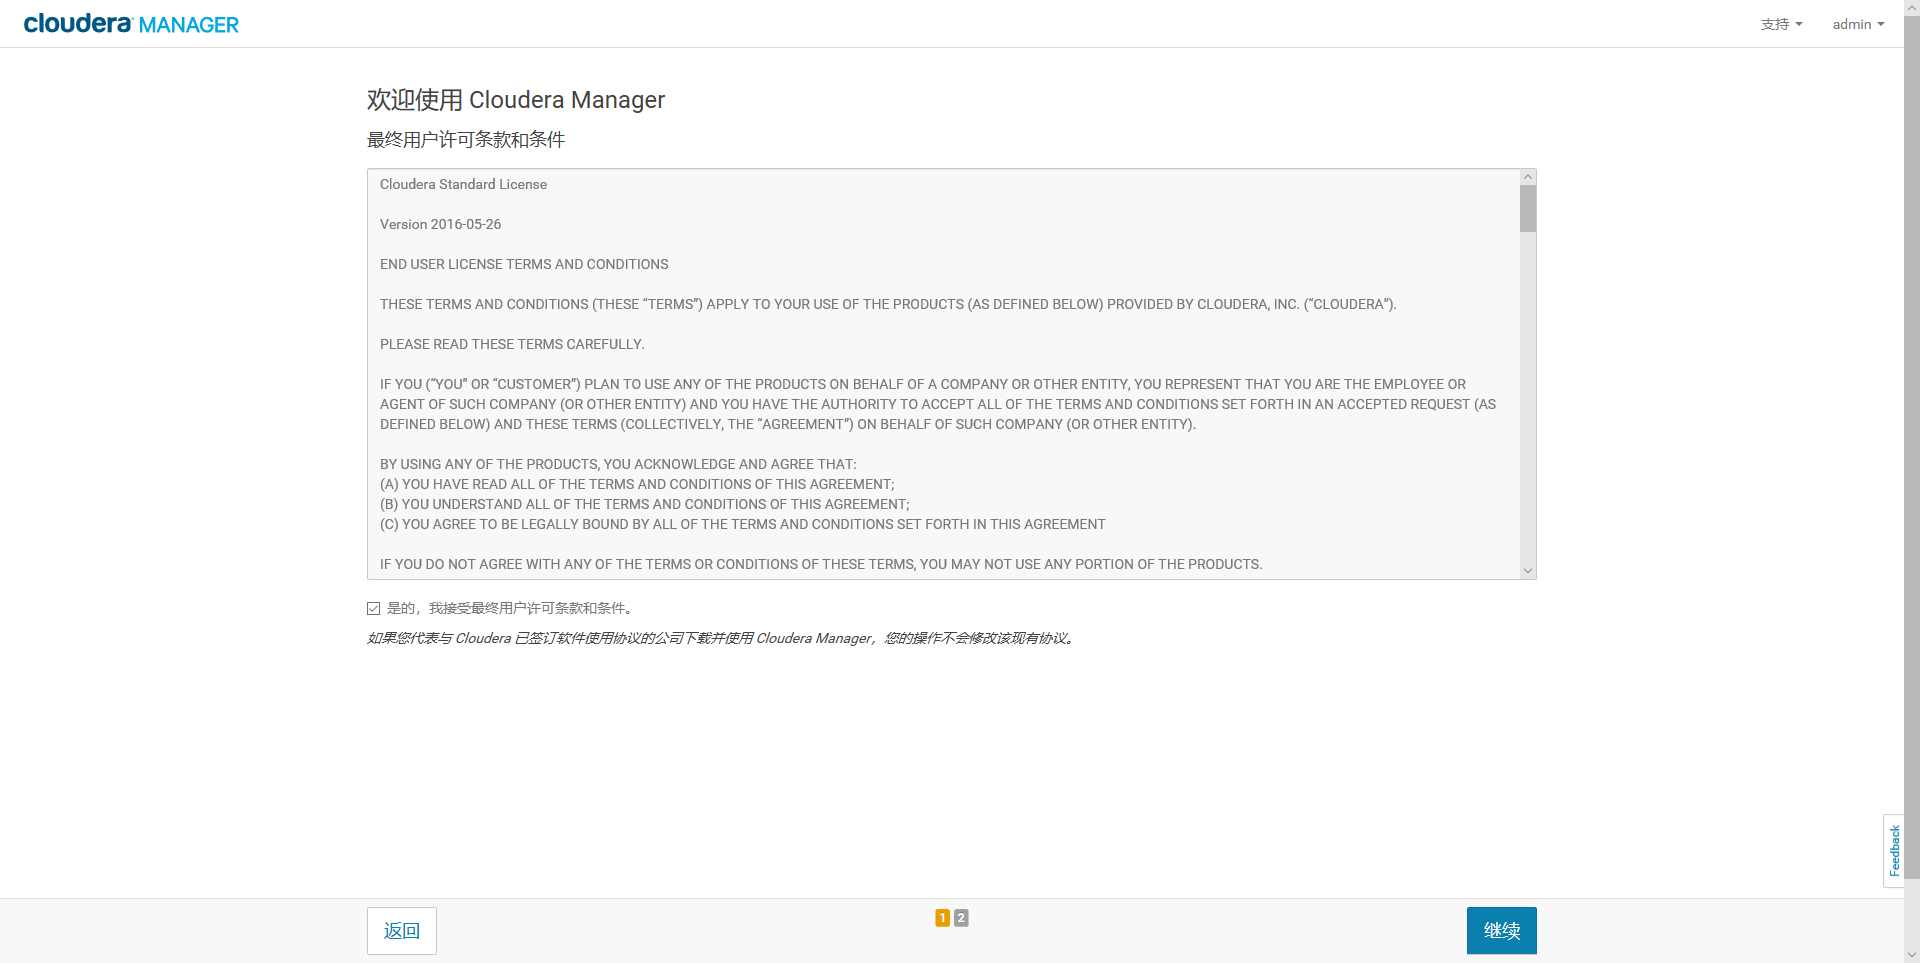 cloudera MANAGER
支持
admin
欢迎使用 Cloudera Manager
最终用户许可条款和条件
Cloudera Standard License
Version 2016-05-26
END USER LICENSE TERMS AND CONDITIONS
THESE TERMS AND CONDITIONS (THESE “TERMS”) APPLY TO YOUR USE OF THE PRODUCTS (AS DEFINED BELOW) PROVIDED BY CLOUDERA, INC. (“CLOUDERA”).
PLEASE READ THESE TERMS CAREFULLY.
IF YOU (“YOU” OR “CUSTOMER”) PLAN TO USE ANY OF THE PRODUCTS ON BEHALF OF A COMPANY OR OTHER ENTITY, YOU REPRESENT THAT YOU ARE THE EMPLOYEE OR
AGENT OF SUCH COMPANY (OR OTHER ENTITY) AND YOU HAVE THE AUTHORITY TO ACCEPT ALL OF THE TERMS AND CONDITIONS SET FORTH IN AN ACCEPTED REQUEST (AS
DEFINED BELOW) AND THESE TERMS (COLLECTIVELY, THE “AGREEMENT”) ON BEHALF OF SUCH COMPANY (OR OTHER ENTITY).
BY USING ANY OF THE PRODUCTS, YOU ACKNOWLEDGE AND AGREE THAT:
(A) YOU HAVE READ ALL OF THE TERMS AND CONDITIONS OF THIS AGREEMENT;
(B) YOU UNDERSTAND ALL OF THE TERMS AND CONDITIONS OF THIS AGREEMENT;
(C) YOU AGREE TO BE LEGALLY BOUND BY ALL OF THE TERMS AND CONDITIONS SET FORTH IN THIS AGREEMENT
IF YOU DO NOT AGREE WITH ANY OF THE TERMS OR CONDITIONS OF THESE TERMS, YOU MAY NOT USE ANY PORTION OF THE PRODUCTS.
是的，我接受最终用户许可条款和条件。
如果您代表与 Cloudera 已签订软件使用协议的公司下载并使用 Cloudera Manager，您的操作不会修改该现有协议。
Feedback
返回
1 2
继续